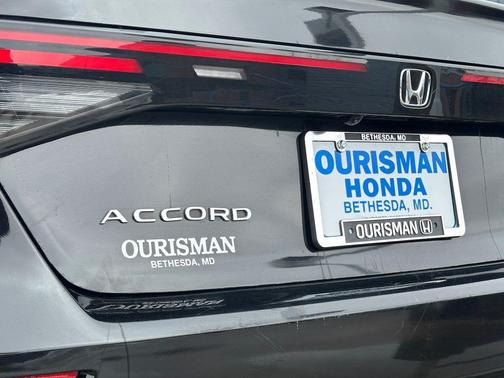 BETHESDA, MD
OURISMAN
HONDA
BETHESDA, MD.
OURISMAN
ACCORD
OURISMAN
BETHESDA, MD